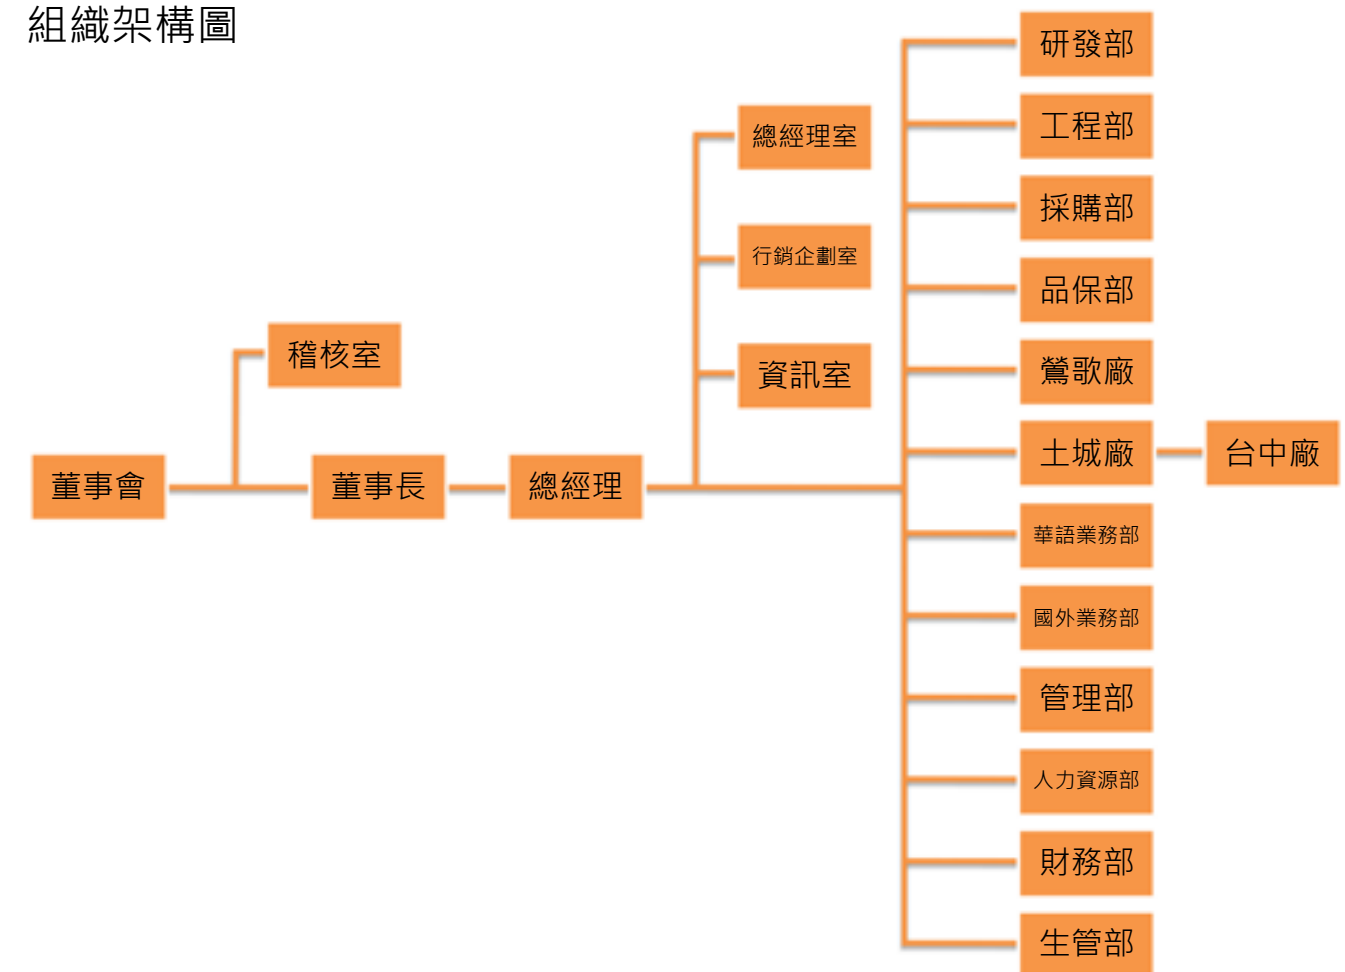 組織架構圖
研發部
工程部
總經理室
採購部
行銷企劃室
品保部
稽核室
資訊室
鶯歌廠
土城廠
台中廠
董事會
董事長
總經理
華語業務部
國外業務部
管理部
人力資源部
財務部
生管部